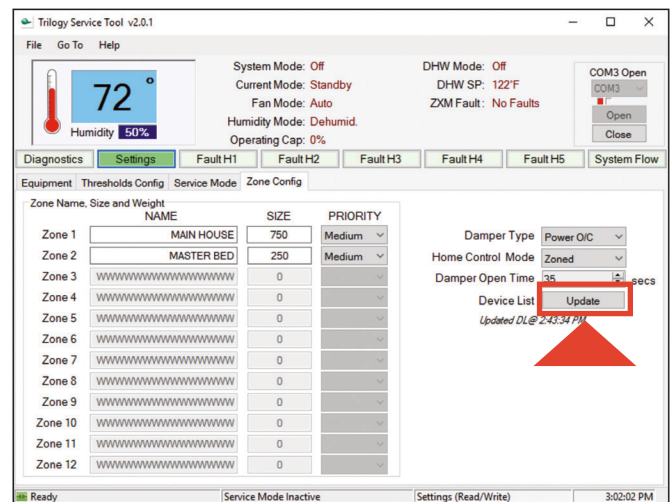 Trilogy Service Tool v2.0.1
File Go To Help
72 °
Humidity 50%
System Mode: Off
Current Mode: Standby
Fan Mode: Auto
Humidity Mode: Dehumid.
Operating Cap: 0%
DHW Mode: Off
DHW SP: 122°F
ZXM Fault: No Faults
COM3 Open
COM3
Open
Close
Diagnostics Settings Fault H1 Fault H2 Fault H3 Fault H4 Fault H5 System Flow
Equipment Thresholds Config Service Mode Zone Config
Zone Name, Size and Weight
NAME SIZE PRIORITY
Zone 1 MAIN HOUSE 750 Medium
Zone 2 MASTER BED 250 Medium
Zone 3 WWWWWWWWWWWWWWWW 0
Zone 4 WWWWWWWWWWWWWWWW 0
Zone 5 WWWWWWWWWWWWWWWW 0
Zone 6 WWWWWWWWWWWWWWWW 0
Zone 7 WWWWWWWWWWWWWWWW 0
Zone 8 WWWWWWWWWWWWWWWW 0
Zone 9 WWWWWWWWWWWWWWWW 0
Zone 10 WWWWWWWWWWWWWWWW 0
Zone 11 WWWWWWWWWWWWWWWW 0
Zone 12 WWWWWWWWWWWWWWWW 0
Damper Type Power O/C
Home Control Mode Zoned
Damper Open Time 35 secs
Device List Update
Updated DL@ 2:43:34 PM
Ready Service Mode Inactive Settings (Read/Write) 3:02:02 PM